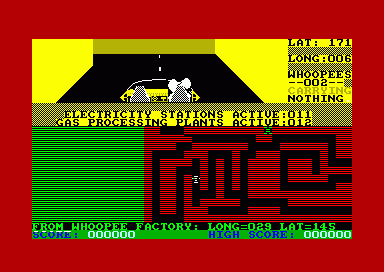 LAT: 171
LONG:006
WHOOPEES
--002--
CARRYING
NOTHING
ELECTRICITY STATIONS ACTIVE:011
GAS PROCESSING PLANTS ACTIVE:012
FROM WHOOPEE FACTORY: LONG=029 LAT=145
SCORE: 000000 HIGH SCORE: 000000